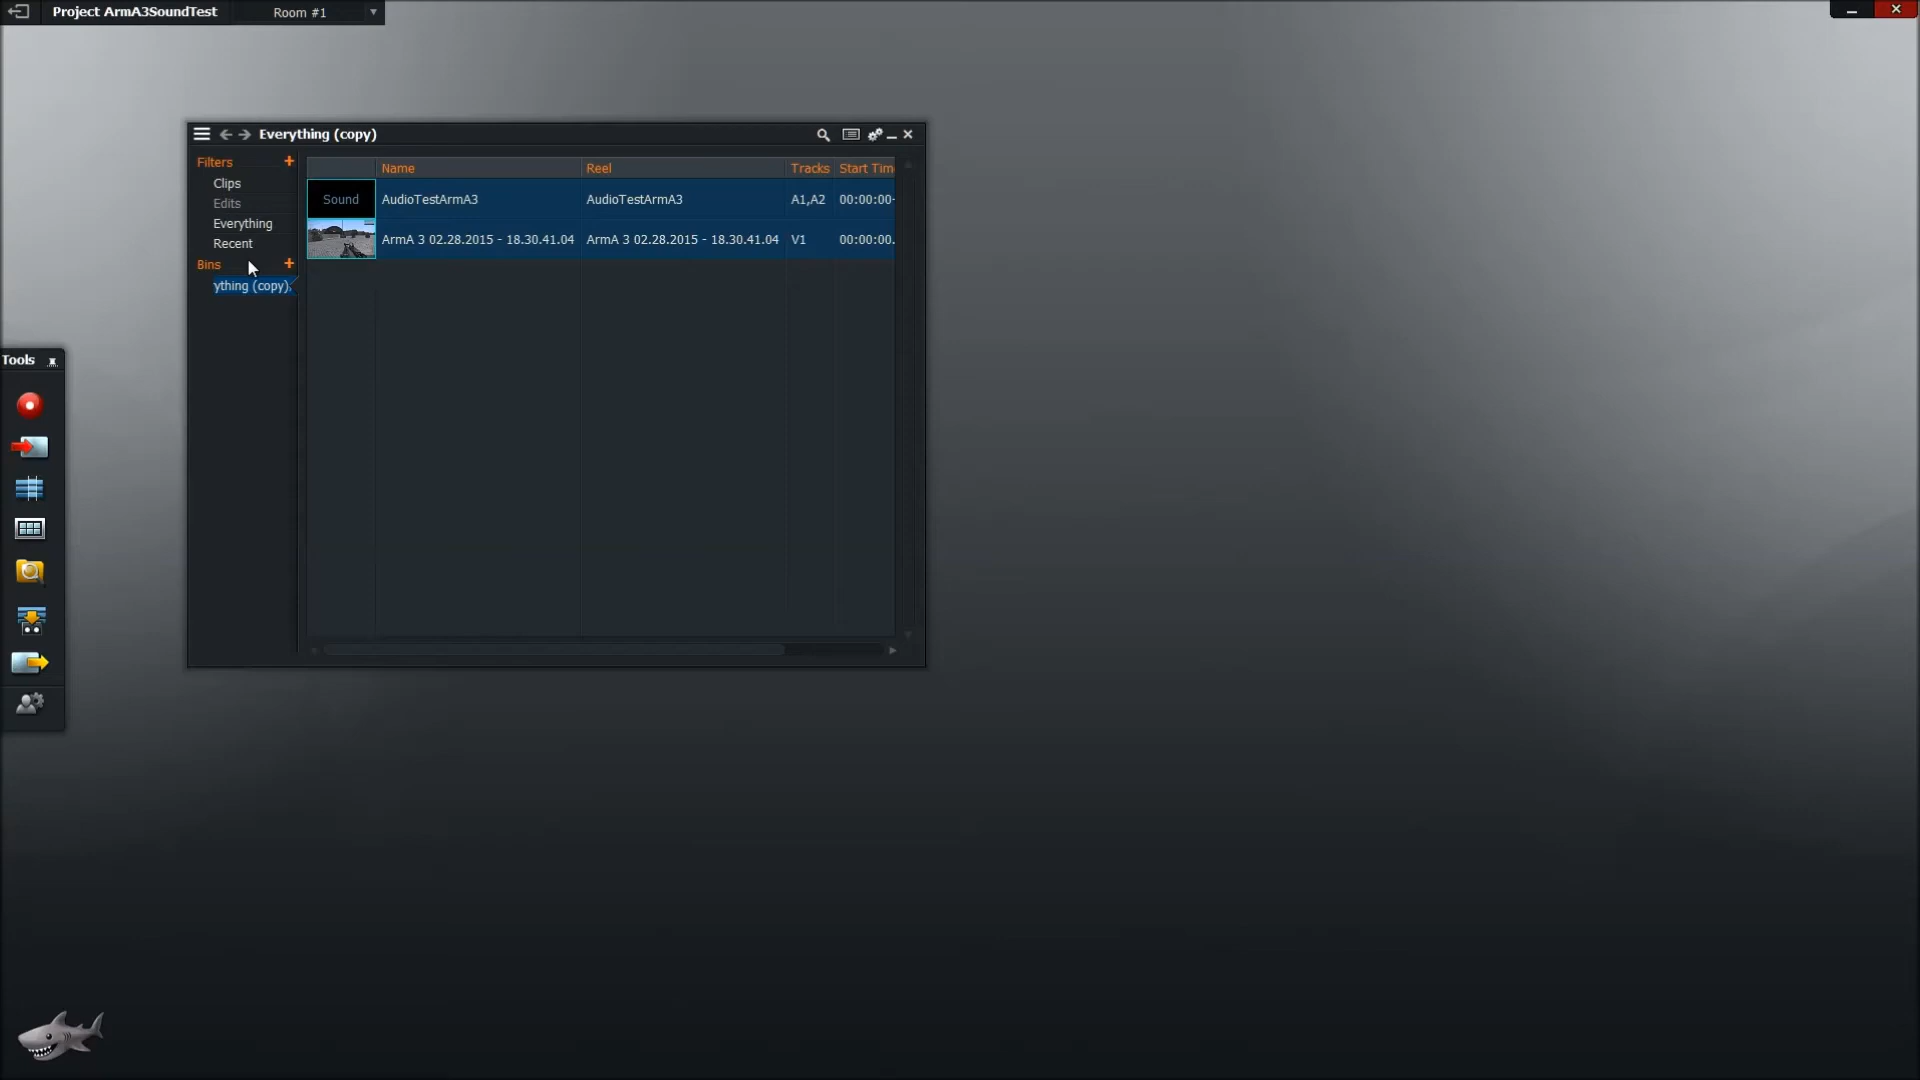 Project ArmA3SoundTest
Room #1
Everything (copy)
Filters
Clips
Edits
Everything
Recent
Bins
ything (copy)
Name Reel Tracks Start Tim
Sound AudioTestArmA3 AudioTestArmA3 A1,A2 00:00:00
ArmA 3 02.28.2015 - 18.30.41.04 ArmA 3 02.28.2015 - 18.30.41.04 V1 00:00:00.
Tools